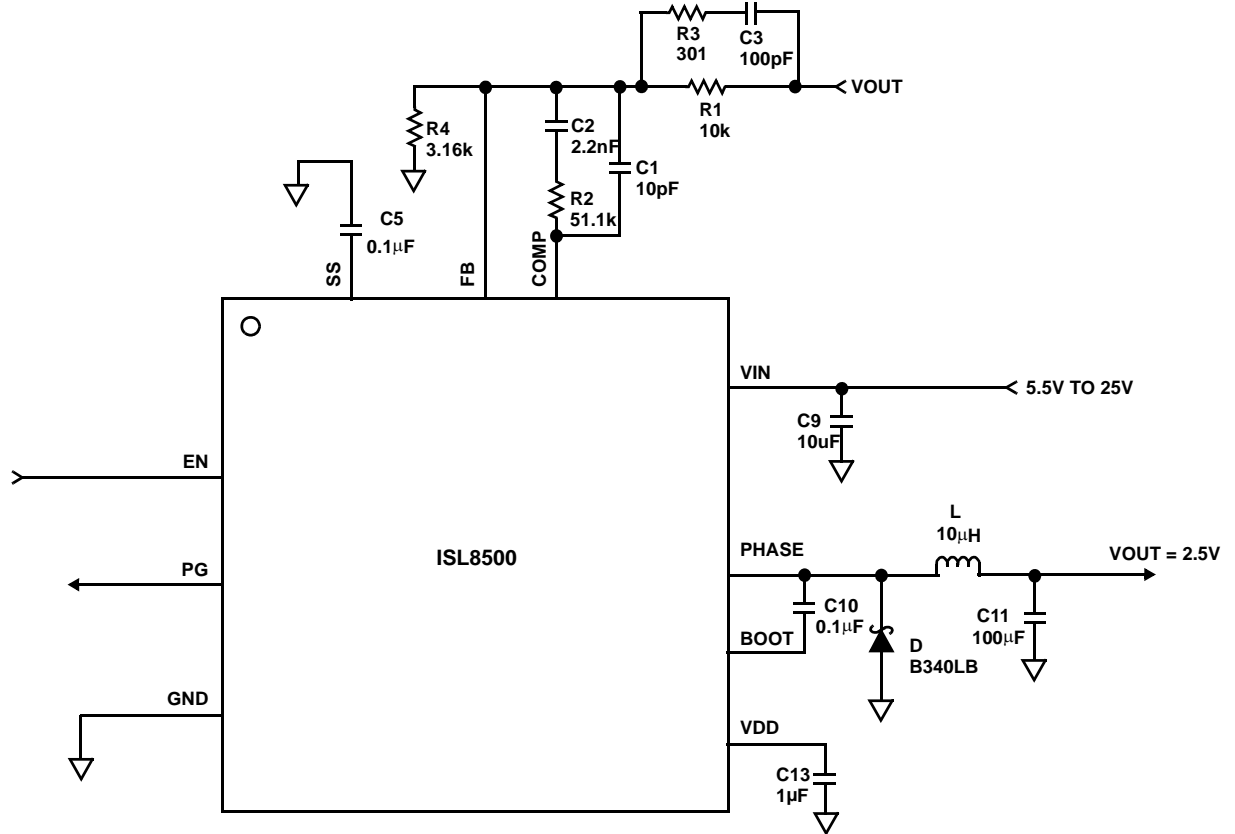 R3
301
C3
100pF
VOUT
R1
10k
R4
3.16k
C2
2.2nF
C1
10pF
R2
51.1k
C5
0.1μF
SS
FB
COMP
VIN
5.5V TO 25V
C9
10uF
EN
L
10μH
PHASE
VOUT = 2.5V
ISL8500
PG
C10
0.1μF
C11
100μF
BOOT
D
B340LB
GND
VDD
C13
1μF